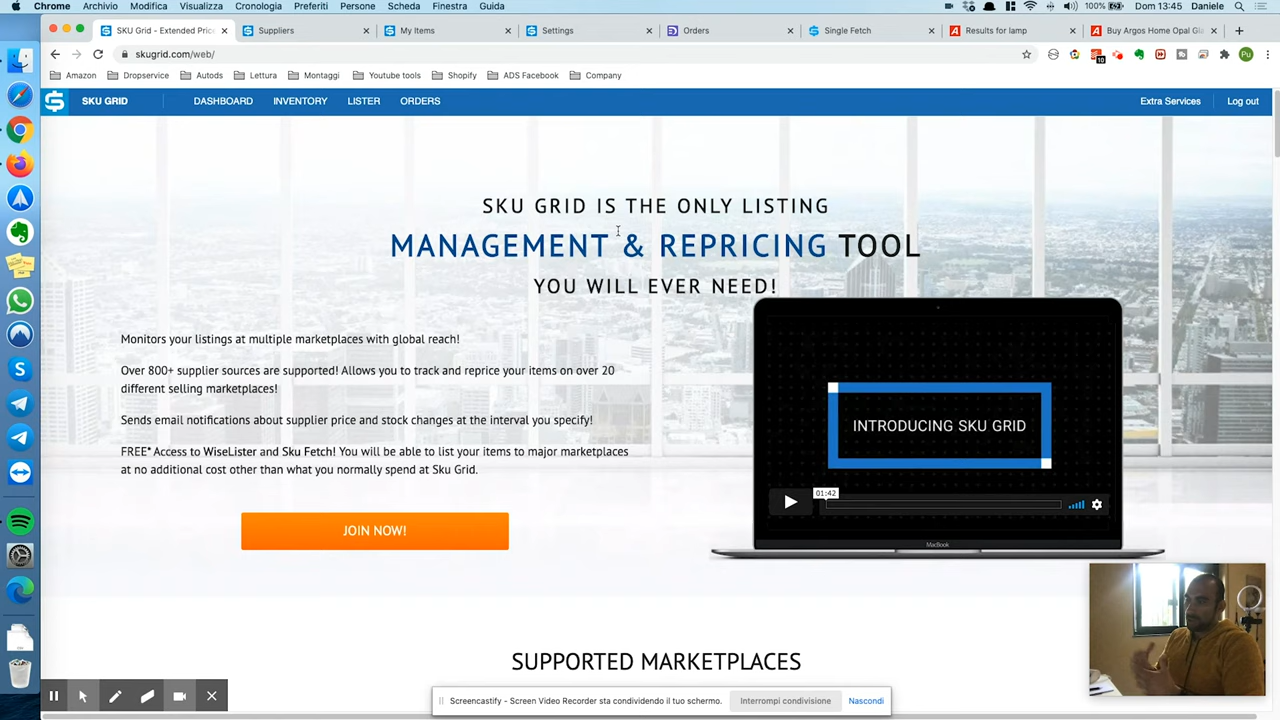 Chrome File Modifica Visualizza Cronologia Preferiti Persone Scheda Finestra Guida 100% Dom 13:45 Daniele
SKU Grid - Extended Pric Suppliers My Items Settings Orders Single Fetch Results for lamp Buy Argos Home Opal Gla
skugrid.com/web/ 10 Pu
Amazon Dropservice Autods Lettura Montaggi Youtube tools Shopify ADS Facebook Company
SKU GRID DASHBOARD INVENTORY LISTER ORDERS Extra Services Log out
SKU GRID IS THE ONLY LISTING
MANAGEMENT & REPRICING TOOL
YOU WILL EVER NEED!
Monitors your listings at multiple marketplaces with global reach!
Over 800+ supplier sources are supported! Allows you to track and reprice your items on over 20
different selling marketplaces!
Sends email notifications about supplier price and stock changes at the interval you specify!
FREE* Access to WiseLister and Sku Fetch! You will be able to list your items to major marketplaces
at no additional cost other than what you normally spend at Sku Grid.
JOIN NOW!
INTRODUCING SKU GRID
01:42
MacBook
SUPPORTED MARKETPLACES
Screencastify - Screen Video Recorder sta condividendo il tuo schermo. Interrompi condivisione Nascondi